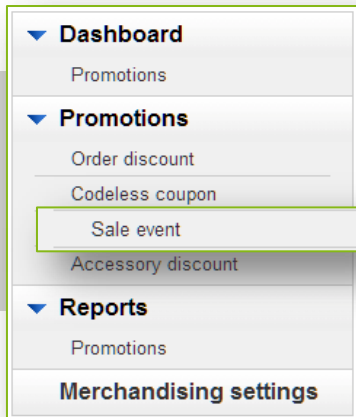 Dashboard
Promotions
Promotions
Order discount
Codeless coupon
Sale event
Accessory discount
Reports
Promotions
Merchandising settings